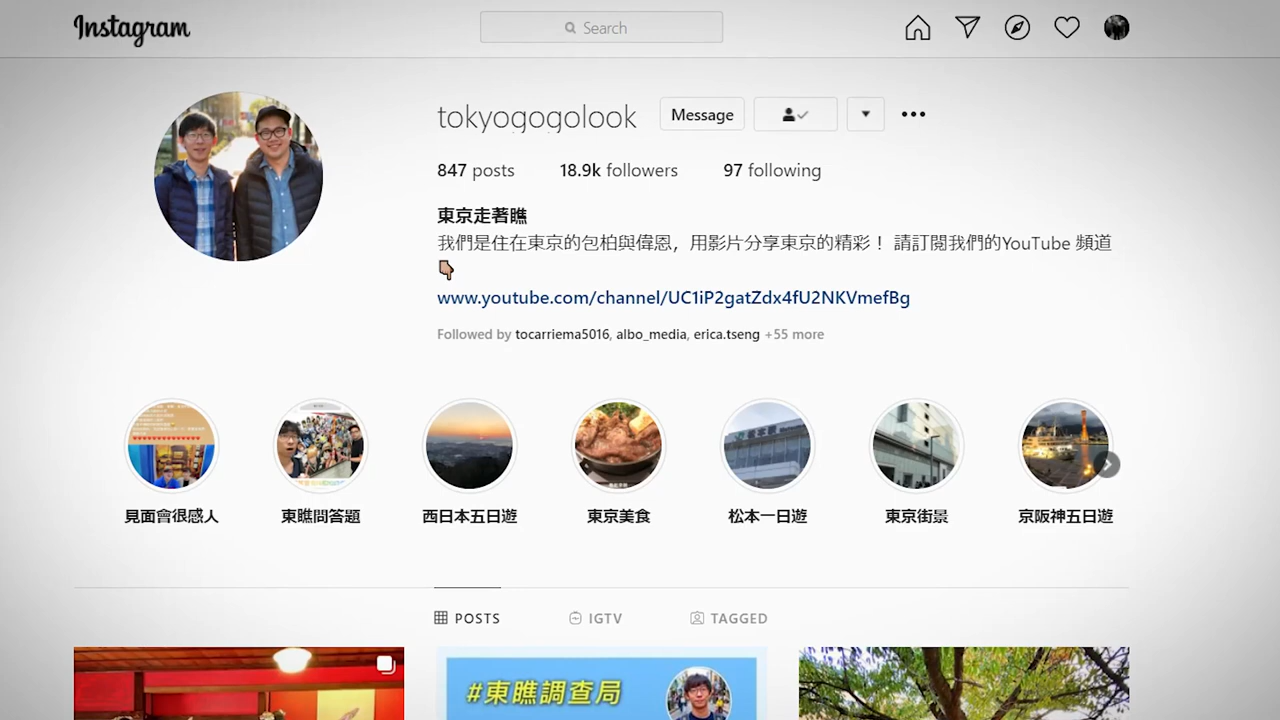 Instagram
Search
tokyogogolook
Message
847 posts
18.9k followers
97 following
東京走著瞧
我們是住在東京的包柏與偉恩，用影片分享東京的精彩！ 請訂閱我們的YouTube 頻道
www.youtube.com/channel/UC1iP2gatZdx4fU2NKVmefBg
Followed by tocarriema5016, albo_media, erica.tseng +55 more
見面會很感人
東瞧問答題
西日本五日遊
東京美食
松本一日遊
東京街景
京阪神五日遊
POSTS
IGTV
TAGGED
#東瞧調查局